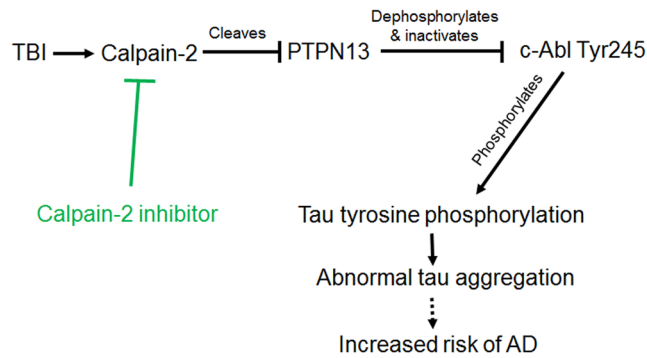 Dephosphorylates
& inactivates
Cleaves
TBI Calpain-2 PTPN13 c-Abl Tyr245
Phosphorylates
Calpain-2 inhibitor Tau tyrosine phosphorylation
Abnormal tau aggregation
Increased risk of AD